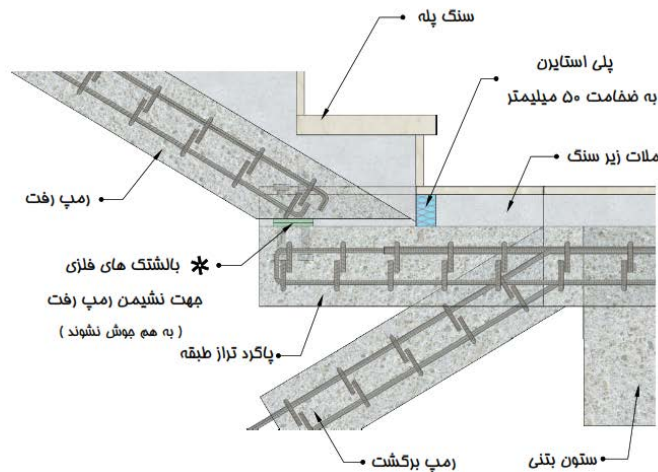 سنگ پله
پلی استایرن
به ضخامت ۵۰ میلیمتر
ملات زیر سنگ
رمپ رفت
بالشتک های فلزی
جهت نشیمن رمپ رفت
( به هم جوش نشوند )
پاگرد تراز طبقه
رمپ برگشت
ستون بتنی